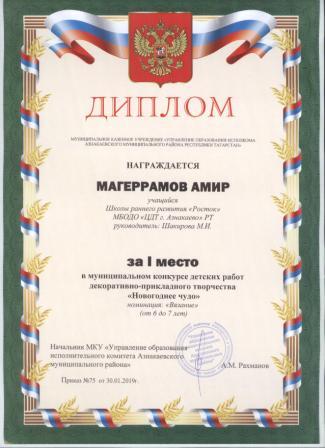 ДИПЛОМ
МУНИЦИПАЛЬНОЕ КАЗЕННОЕ УЧРЕЖДЕНИЕ «УПРАВЛЕНИЕ ОБРАЗОВАНИЯ ИСПОЛКОМА
АЗНАКАЕВСКОГО МУНИЦИПАЛЬНОГО РАЙОНА РЕСПУБЛИКИ ТАТАРСТАН»
НАГРАЖДАЕТСЯ
МАГЕРРАМОВ АМИР
учащийся
Школы раннего развития «Росток»
МБОДО «ЦДТ г. Азнакаево» РТ
руководитель: Шакирова М.И.
за I место
в муниципальном конкурсе детских работ
декоративно-прикладного творчества
«Новогоднее чудо»
номинация: «Вязание»
(от 6 до 7 лет)
Начальник МКУ «Управление образования
исполнительного комитета Азнакаевского
муниципального района»
А.М. Рахманов
Приказ №75 от 30.01.2019г.